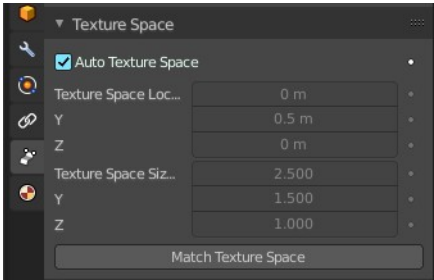 Texture Space
Auto Texture Space
Texture Space Loc... 0 m
Y 0.5 m
Z 0 m
Texture Space Siz... 2.500
Y 1.500
Z 1.000
Match Texture Space